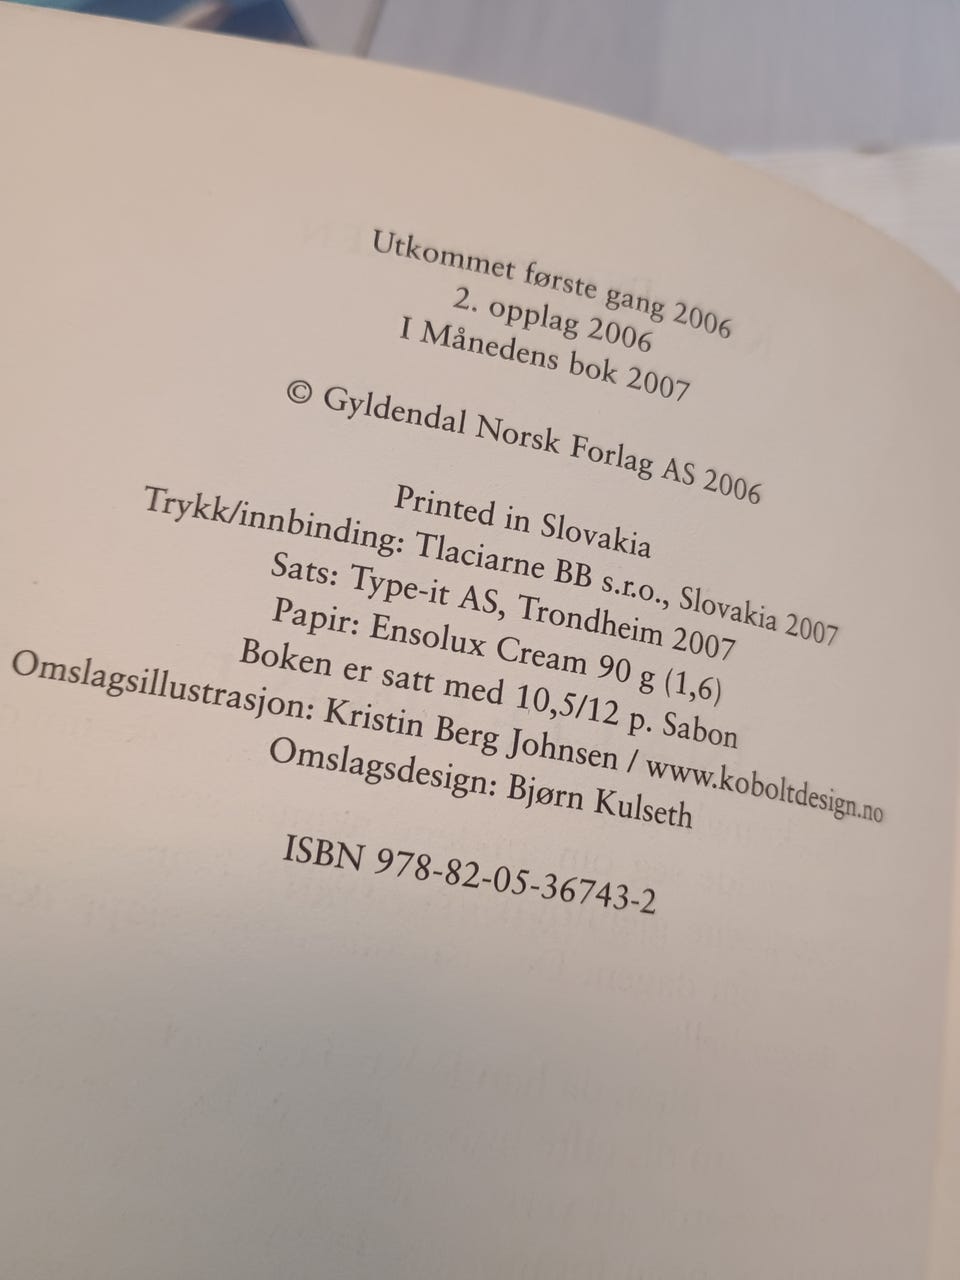 Utkommet første gang 2006
2. opplag 2006
I Månedens bok 2007
© Gyldendal Norsk Forlag AS 2006
Printed in Slovakia
Trykk/innbinding: Tlaciarne BB s.r.o., Slovakia 2007
Sats: Type-it AS, Trondheim 2007
Papir: Ensolux Cream 90 g (1,6)
Boken er satt med 10,5/12 p. Sabon
Omslagsillustrasjon: Kristin Berg Johnsen / www.koboltdesign.no
Omslagsdesign: Bjørn Kulseth
ISBN 978-82-05-36743-2